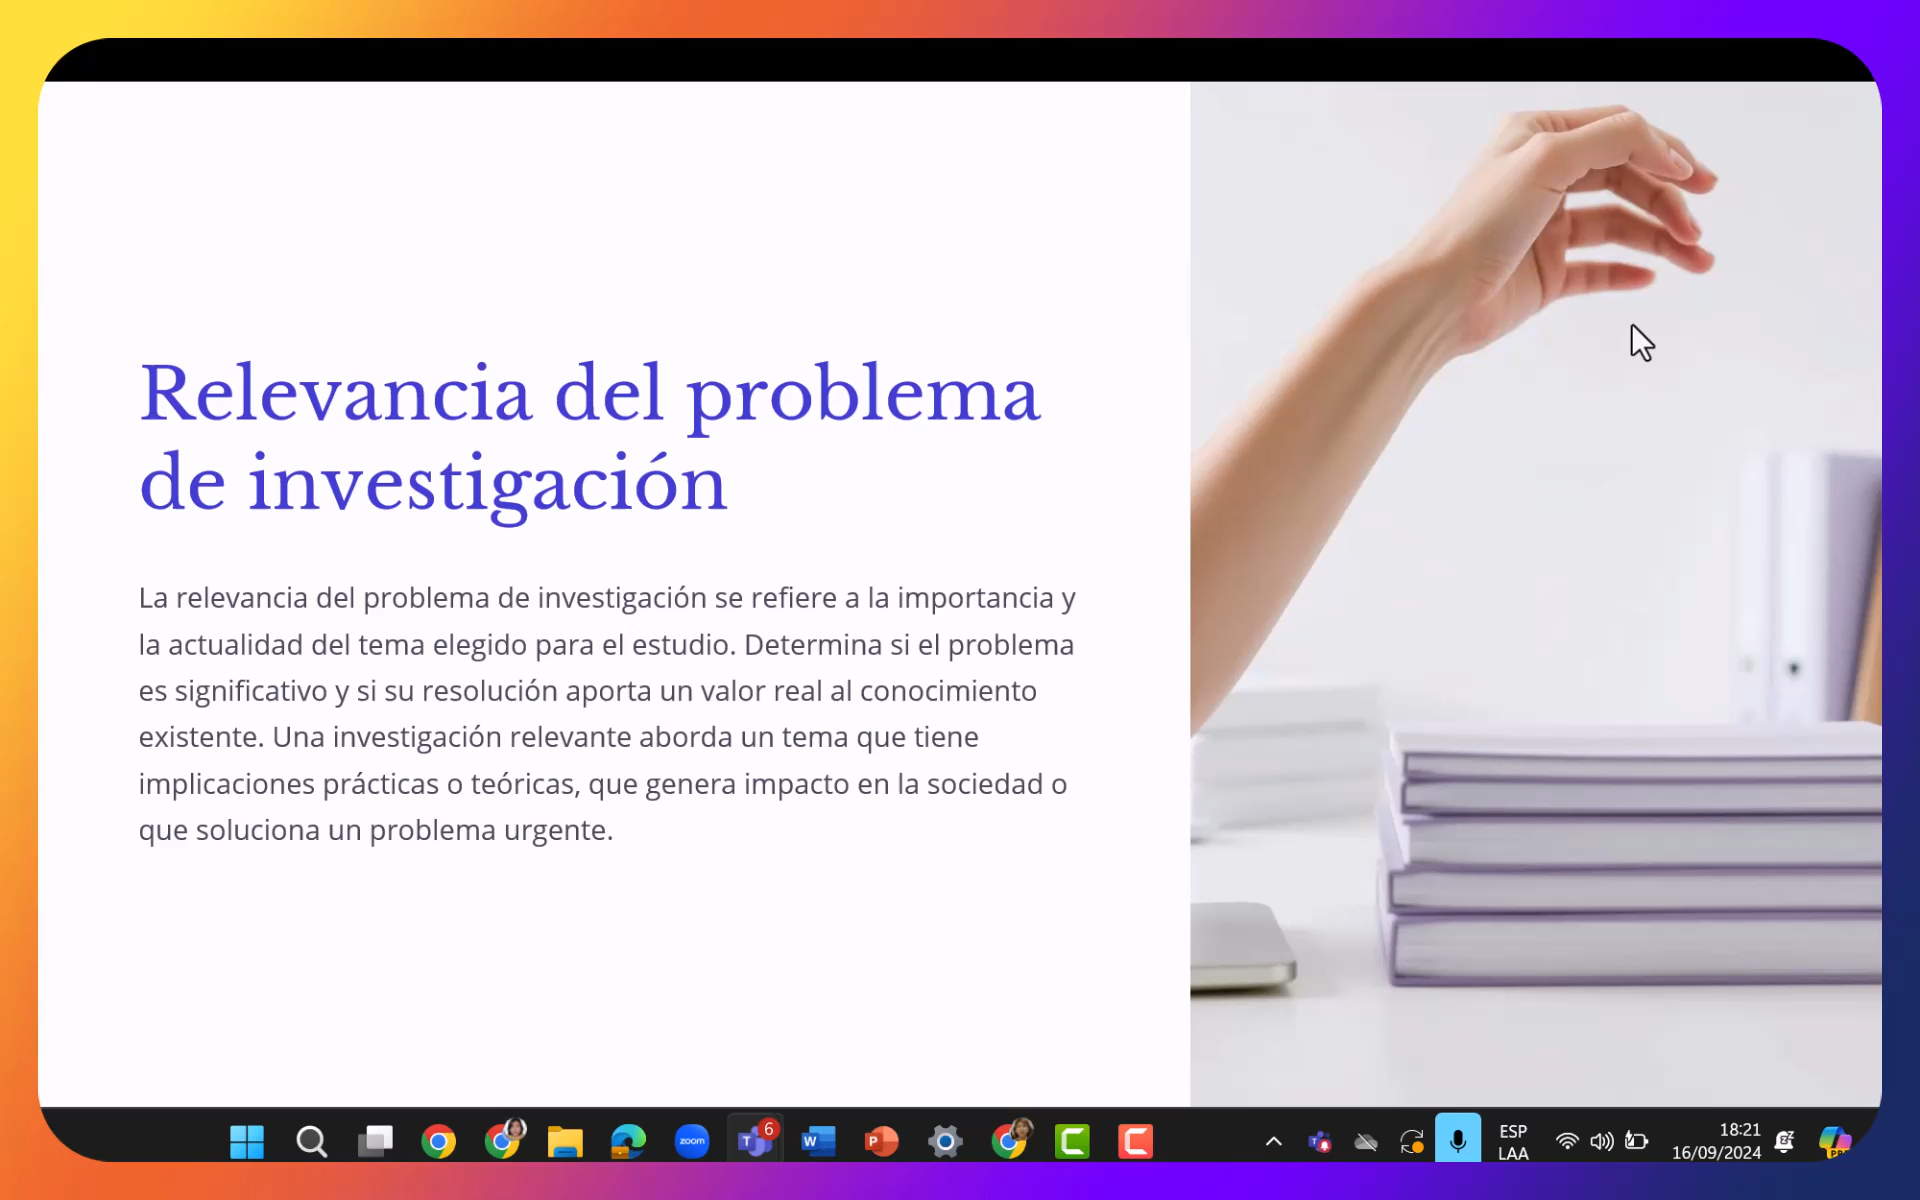 Relevancia del problema
de investigación
La relevancia del problema de investigación se refiere a la importancia y
la actualidad del tema elegido para el estudio. Determina si el problema
es significativo y si su resolución aporta un valor real al conocimiento
existente. Una investigación relevante aborda un tema que tiene
implicaciones prácticas o teóricas, que genera impacto en la sociedad o
que soluciona un problema urgente.
zoom
T 6
W
P
ESP
LAA
18:21
16/09/2024